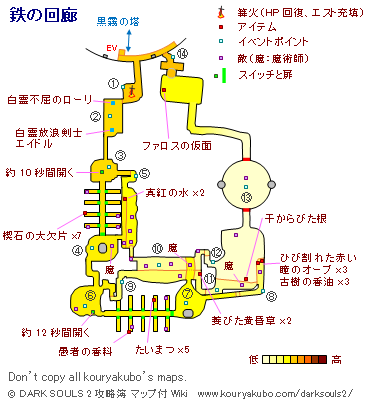 鉄の回廊
黒霧の塔
EV
篝火(HP回復、エスト充填)
アイテム
イベントポイント
敵(魔:魔術師)
スイッチと扉
①
⑭
白霊不屈のローリ
②
白霊放浪剣士
エイドル
ファロスの仮面
③
約10秒間開く
⑤
⑬
真紅の水×2
楔石の大欠片×7
干からびた根
④
魔
⑩
魔
⑫
魔
ひび割れた赤い
瞳のオーブ×3
古樹の香油×3
⑪
⑨
⑥
⑦
⑧
萎びた黄昏草×2
約12秒間開く
愚者の香料
たいまつ×5
低
高
Don't copy all kouryakubo's maps.
© DARK SOULS 2 攻略簿 マップ付 Wiki www.kouryakubo.com/darksouls2/